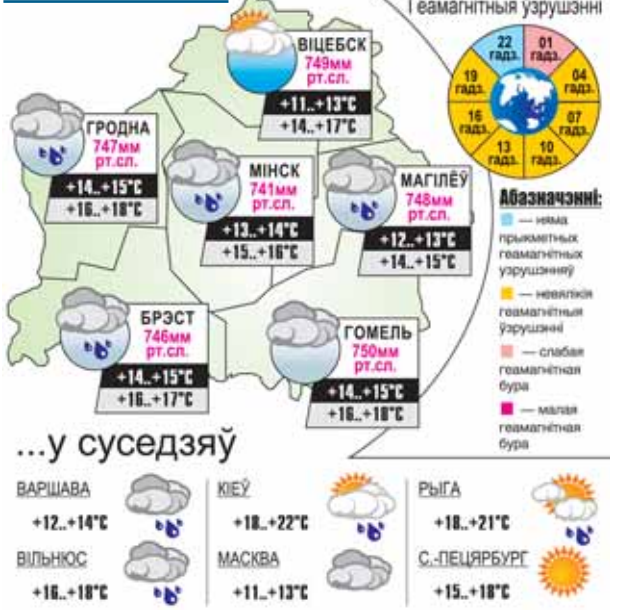 Геамагнітныя узрушэнні
22 гадз.
01 гадз.
04 гадз.
07 гадз.
10 гадз.
13 гадз.
16 гадз.
19 гадз.
ВІЦЕБСК
749мм
рт.сл.
+11..+13°C
+14..+17°C
ГРОДНА
747мм
рт.сл.
+14..+15°C
+16..+18°C
МІНСК
741мм
рт.сл.
+13..+14°C
+15..+16°C
МАГІЛЁЎ
748мм
рт.сл.
+12..+13°C
+14..+15°C
БРЭСТ
746мм
рт.сл.
+14..+15°C
+16..+17°C
ГОМЕЛЬ
750мм
рт.сл.
+14..+15°C
+16..+18°C
Абазначэнні:
— няма
прыкметных
геамагнітных
узрушэнняў
— невялікія
геамагнітныя
ўзрушэнні
— слабая
геамагнітная
бура
— малая
геамагнітная
бура
...у суседзяў
ВАРШАВА
+12..+14°C
КІЕЎ
+18..+22°C
РЫГА
+18..+21°C
ВІЛЬНЮС
+16..+18°C
МАСКВА
+11..+13°C
С.-ПЕЦЯРБУРГ
+15..+18°C